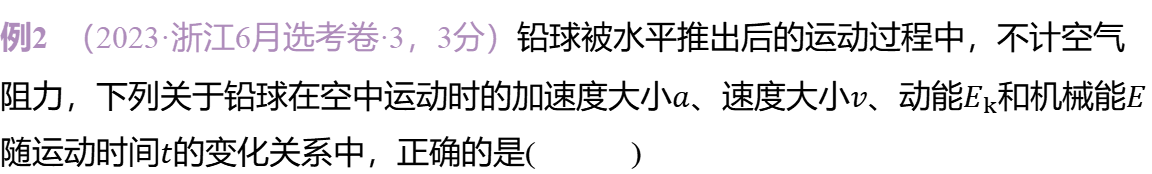 例2 （2023·浙江6月选考卷·3，3分）铅球被水平推出后的运动过程中，不计空气
阻力，下列关于铅球在空中运动时的加速度大小a、速度大小v、动能Eₖ和机械能E
随运动时间t的变化关系中，正确的是(　　　)